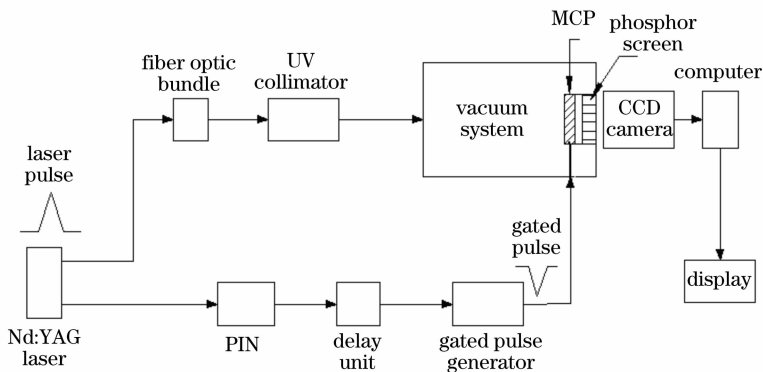 MCP
phosphor
screen
fiber optic
bundle
UV
collimator
computer
vacuum
system
CCD
camera
laser
pulse
gated
pulse
display
Nd:YAG
laser
PIN
delay
unit
gated pulse
generator